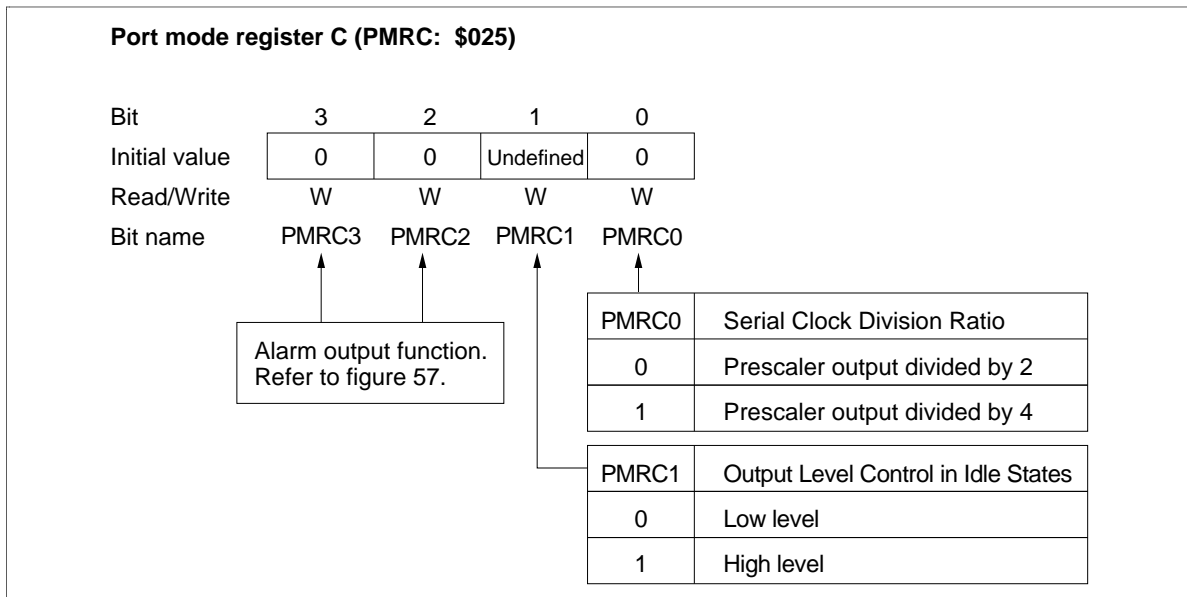 Port mode register C (PMRC: $025)
Bit 3 2 1 0
Initial value 0 0 Undefined 0
Read/Write W W W W
Bit name PMRC3 PMRC2 PMRC1 PMRC0
Alarm output function.
Refer to figure 57.
PMRC0 Serial Clock Division Ratio
0 Prescaler output divided by 2
1 Prescaler output divided by 4
PMRC1 Output Level Control in Idle States
0 Low level
1 High level